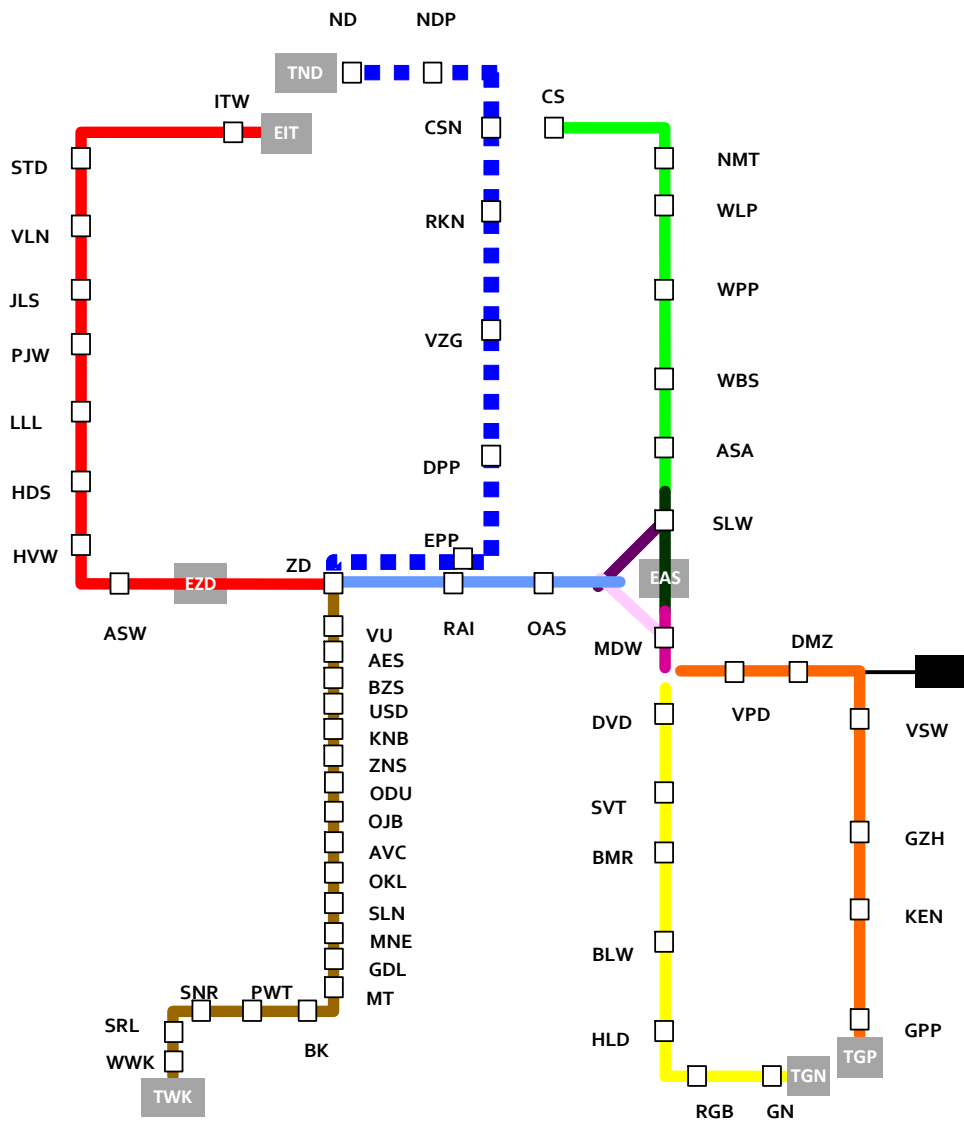 ND
NDP
TND
ITW
EIT
CS
CSN
STD
NMT
RKN
WLP
VLN
JLS
WPP
VZG
PJW
WBS
LLL
ASA
DPP
HDS
SLW
EPP
HVW
ZD
EZD
EAS
ASW
RAI
OAS
VU
MDW
DMZ
AES
BZS
USD
VPD
DVD
VSW
KNB
ZNS
ODU
SVT
OJB
GZH
AVC
BMR
OKL
SLN
KEN
MNE
BLW
GDL
SNR
PWT
MT
SRL
BK
HLD
GPP
WWK
TGP
TWK
TGN
RGB
GN